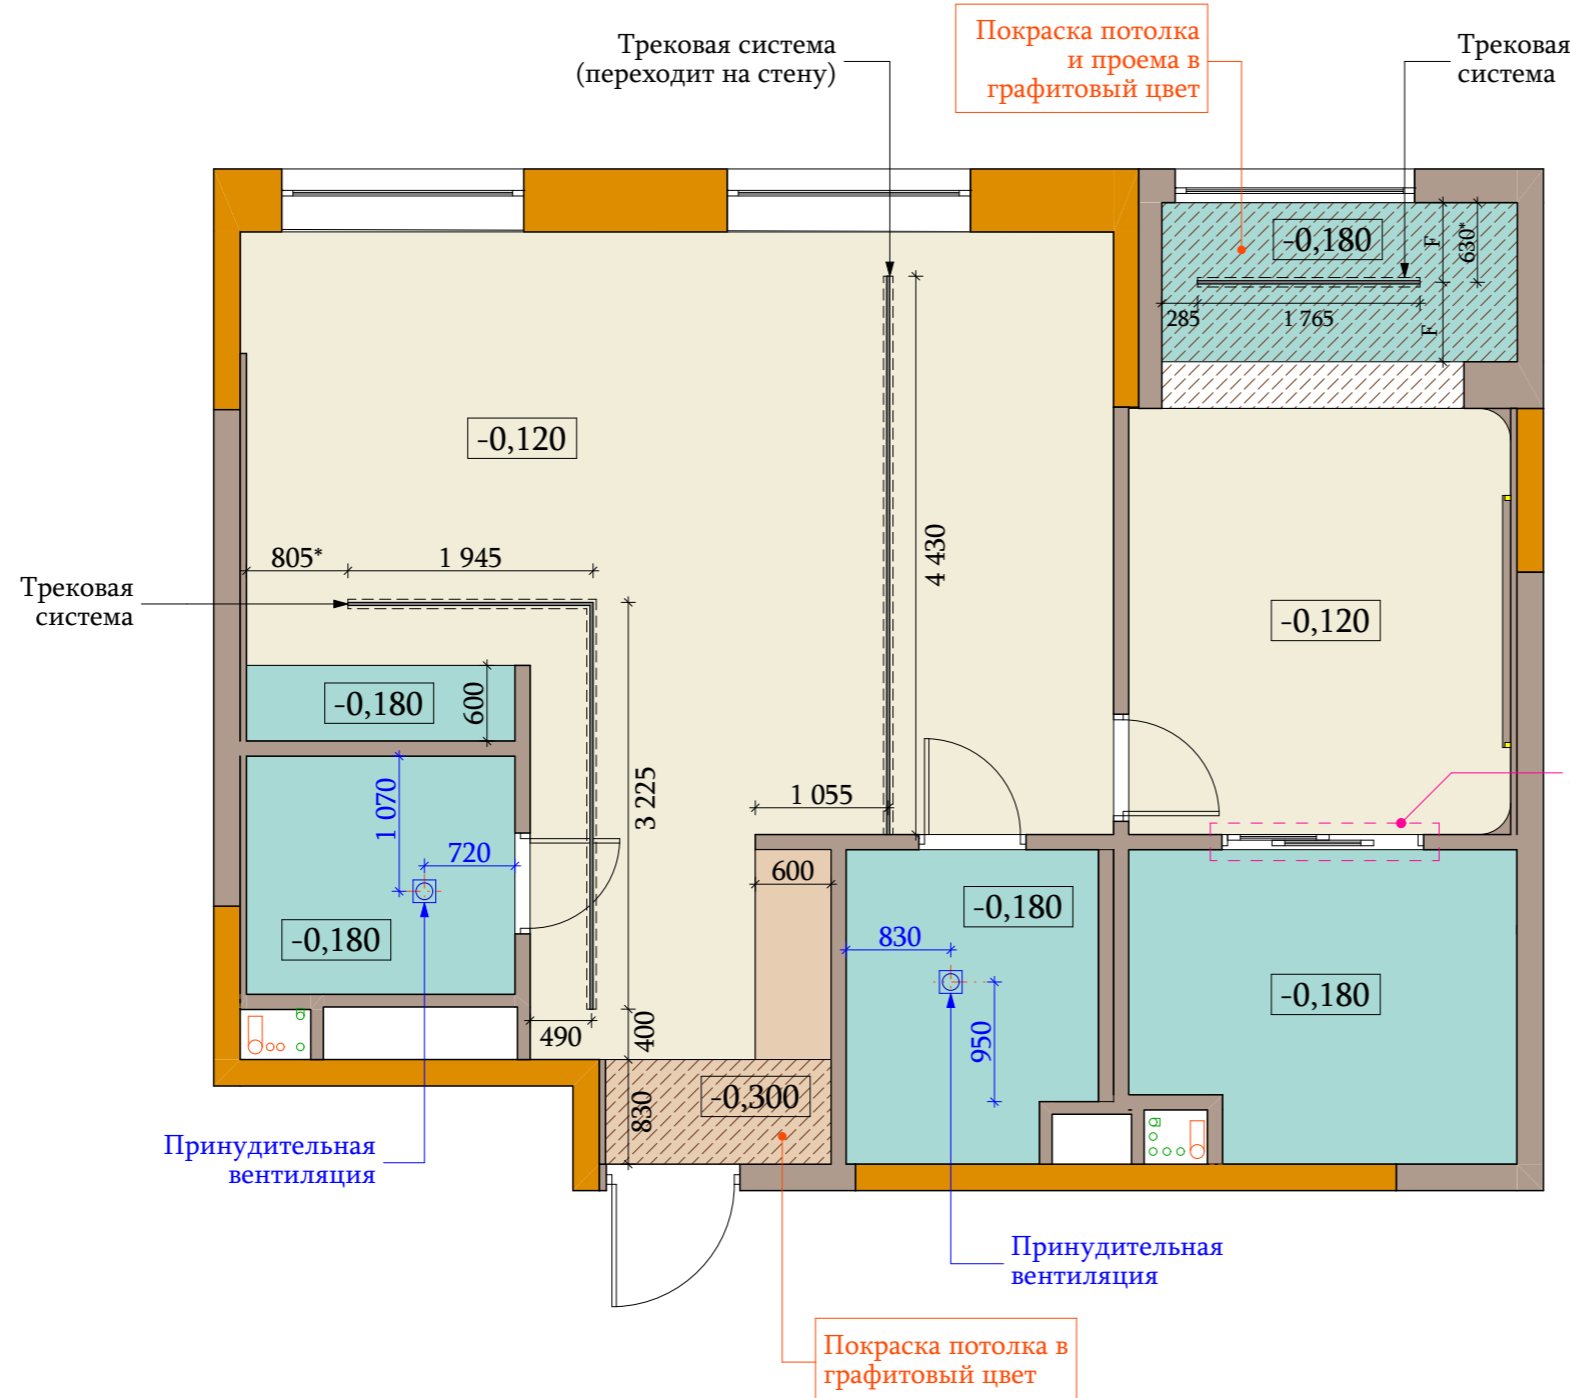 Трековая система
(переходит на стену)
Покраска потолка
и проема в
графитовый цвет
Трековая
система
-0,180
F
630*
285
1 765
F
-0,120
4 430
805*
1 945
Трековая
система
-0,120
-0,180
600
3 225
1 070
720
1 055
600
-0,180
-0,180
830
950
-0,180
490
400
-0,300
830
Принудительная
вентиляция
Принудительная
вентиляция
Покраска потолка в
графитовый цвет